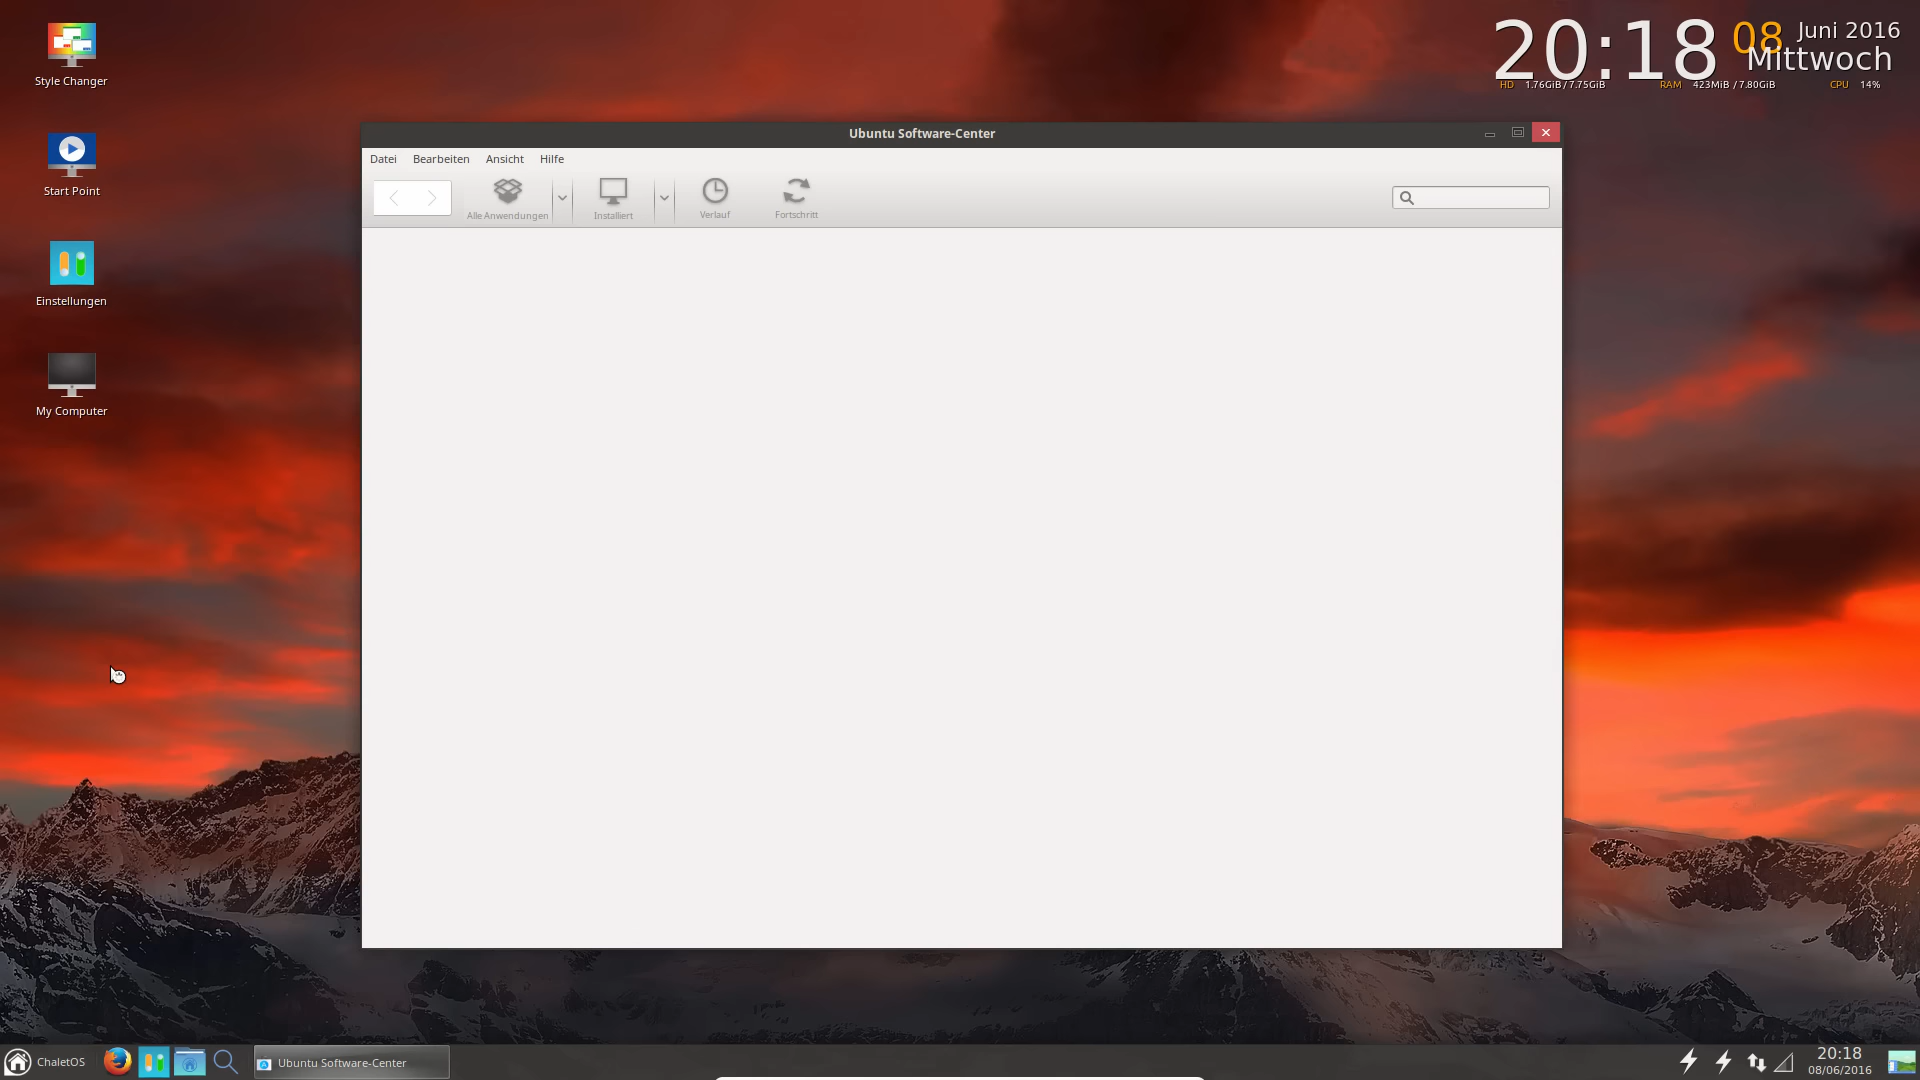 Style Changer
Start Point
Einstellungen
My Computer
20:18 08 Juni 2016
Mittwoch
HD 1.76GiB/7.75GiB RAM 423MiB / 7.80GiB CPU 14%
Ubuntu Software-Center
Datei Bearbeiten Ansicht Hilfe
Alle Anwendungen Installiert Verlauf Fortschritt
ChaletOS
Ubuntu Software-Center
20:18
08/06/2016